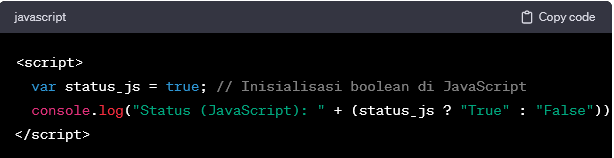 javascript
Copy code
<script>
var status_js = true; // Inisialisasi boolean di JavaScript
console.log("Status (JavaScript): " + (status_js ? "True" : "False"))
</script>